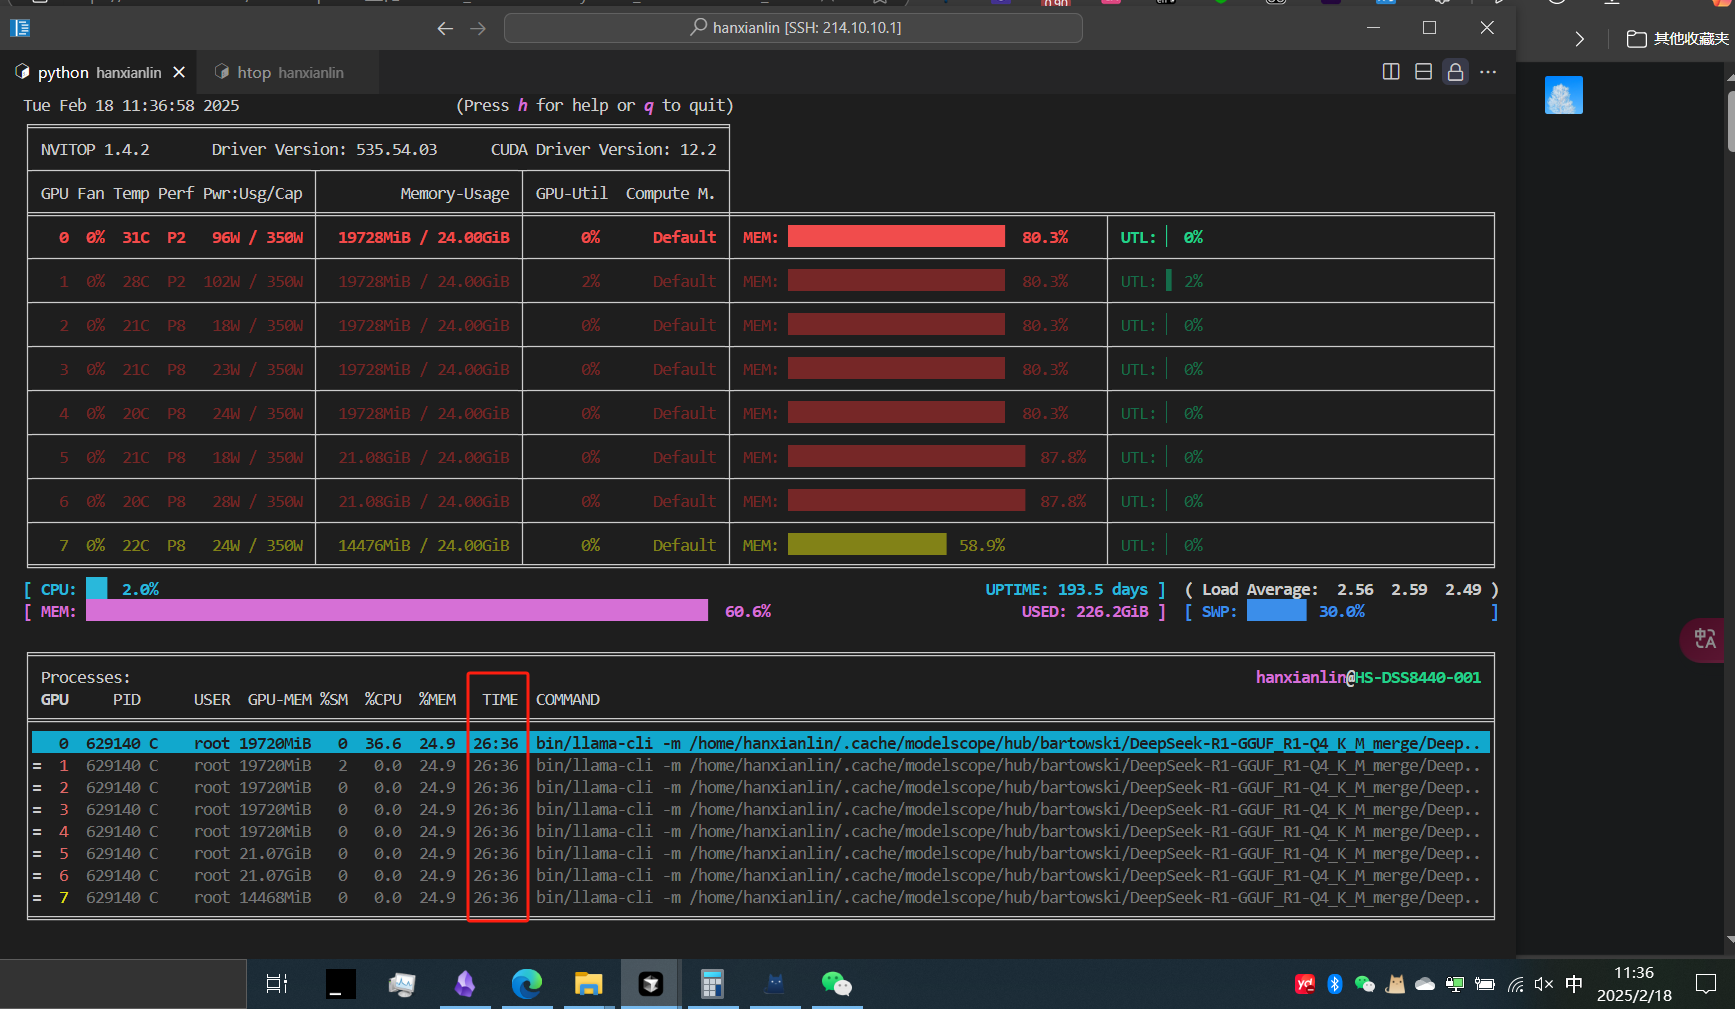 hanxianlin [SSH: 214.10.10.1]
其他收藏夹
python hanxianlin
htop hanxianlin
Tue Feb 18 11:36:58 2025 (Press h for help or q to quit)
NVITOP 1.4.2 Driver Version: 535.54.03 CUDA Driver Version: 12.2
GPU Fan Temp Perf Pwr:Usg/Cap Memory-Usage GPU-Util Compute M.
0 0% 31C P2 96W / 350W 19728MiB / 24.00GiB 0% Default MEM: 80.3% UTL: 0%
1 0% 28C P2 102W / 350W 19728MiB / 24.00GiB 2% Default MEM: 80.3% UTL: 2%
2 0% 21C P8 18W / 350W 19728MiB / 24.00GiB 0% Default MEM: 80.3% UTL: 0%
3 0% 21C P8 23W / 350W 19728MiB / 24.00GiB 0% Default MEM: 80.3% UTL: 0%
4 0% 20C P8 24W / 350W 19728MiB / 24.00GiB 0% Default MEM: 80.3% UTL: 0%
5 0% 21C P8 18W / 350W 21.08GiB / 24.00GiB 0% Default MEM: 87.8% UTL: 0%
6 0% 20C P8 28W / 350W 21.08GiB / 24.00GiB 0% Default MEM: 87.8% UTL: 0%
7 0% 22C P8 24W / 350W 14476MiB / 24.00GiB 0% Default MEM: 58.9% UTL: 0%
[ CPU: 2.0% UPTIME: 193.5 days ] ( Load Average: 2.56 2.59 2.49 )
[ MEM: 60.6% USED: 226.2GiB ] [ SWP: 30.0% ]
Processes: hanxianlin@HS-DSS8440-001
GPU PID USER GPU-MEM %SM %CPU %MEM TIME COMMAND
0 629140 C root 19720MiB 0 36.6 24.9 26:36 bin/llama-cli -m /home/hanxianlin/.cache/modelscope/hub/bartowski/DeepSeek-R1-GGUF_R1-Q4_K_M_merge/Deep..
= 1 629140 C root 19720MiB 2 0.0 24.9 26:36 bin/llama-cli -m /home/hanxianlin/.cache/modelscope/hub/bartowski/DeepSeek-R1-GGUF_R1-Q4_K_M_merge/Deep..
= 2 629140 C root 19720MiB 0 0.0 24.9 26:36 bin/llama-cli -m /home/hanxianlin/.cache/modelscope/hub/bartowski/DeepSeek-R1-GGUF_R1-Q4_K_M_merge/Deep..
= 3 629140 C root 19720MiB 0 0.0 24.9 26:36 bin/llama-cli -m /home/hanxianlin/.cache/modelscope/hub/bartowski/DeepSeek-R1-GGUF_R1-Q4_K_M_merge/Deep..
= 4 629140 C root 19720MiB 0 0.0 24.9 26:36 bin/llama-cli -m /home/hanxianlin/.cache/modelscope/hub/bartowski/DeepSeek-R1-GGUF_R1-Q4_K_M_merge/Deep..
= 5 629140 C root 21.07GiB 0 0.0 24.9 26:36 bin/llama-cli -m /home/hanxianlin/.cache/modelscope/hub/bartowski/DeepSeek-R1-GGUF_R1-Q4_K_M_merge/Deep..
= 6 629140 C root 21.07GiB 0 0.0 24.9 26:36 bin/llama-cli -m /home/hanxianlin/.cache/modelscope/hub/bartowski/DeepSeek-R1-GGUF_R1-Q4_K_M_merge/Deep..
= 7 629140 C root 14468MiB 0 0.0 24.9 26:36 bin/llama-cli -m /home/hanxianlin/.cache/modelscope/hub/bartowski/DeepSeek-R1-GGUF_R1-Q4_K_M_merge/Deep..
中A
yd
中
11:36
2025/2/18